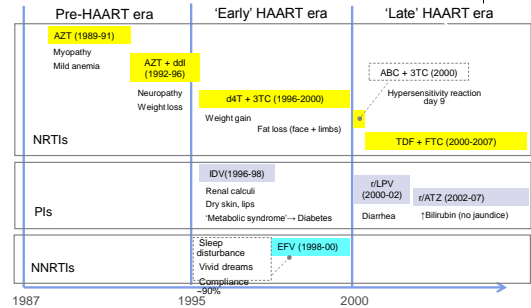 Pre-HAART era
‘Early’ HAART era
‘Late’ HAART era
AZT (1989-91)
Myopathy
Mild anemia
AZT + ddI
(1992-96)
Neuropathy
Weight loss
d4T + 3TC (1996-2000)
Weight gain
Fat loss (face + limbs)
ABC + 3TC (2000)
Hypersensitivity reaction
day 9
TDF + FTC (2000-2007)
NRTIs
IDV(1996-98)
Renal calculi
Dry skin, lips
‘Metabolic syndrome’→ Diabetes
r/LPV
(2000-02)
Diarrhea
r/ATZ (2002-07)
↑Bilirubin (no jaundice)
PIs
Sleep
disturbance
Vivid dreams
Compliance
~90%
EFV (1998-00)
NNRTIs
1987
1995
2000